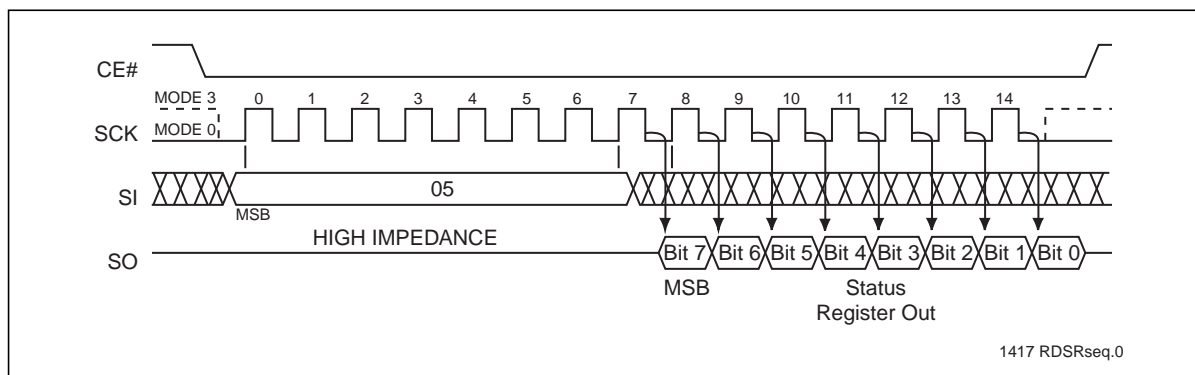 CE#
MODE 3
0 1 2 3 4 5 6 7 8 9 10 11 12 13 14
SCK
MODE 0
SI
05
MSB
HIGH IMPEDANCE
SO
Bit 7 Bit 6 Bit 5 Bit 4 Bit 3 Bit 2 Bit 1 Bit 0
MSB
Status
Register Out
1417 RDSRseq.0